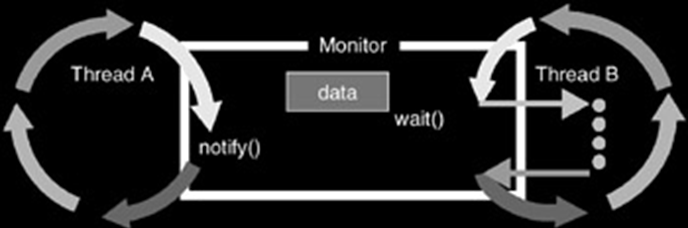 Monitor
Thread A
Thread B
data
wait()
notify()